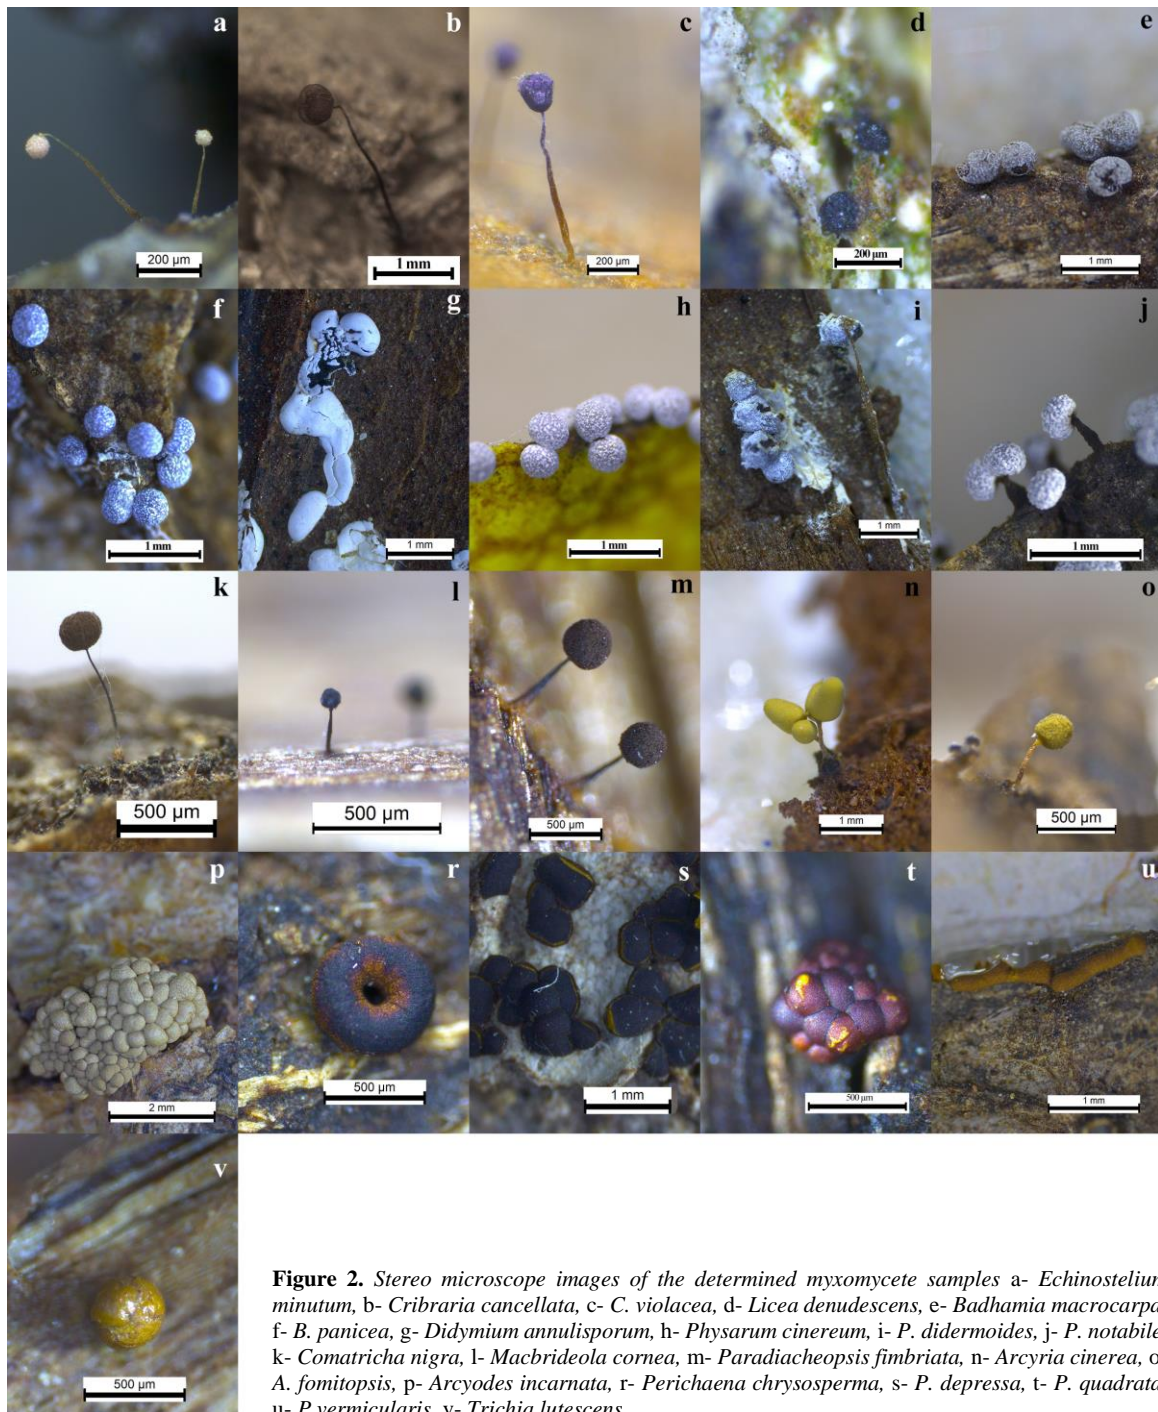 a b c d e
200 µm 1 mm 200 µm 200 µm 1 mm
f g h i j
1 mm 1 mm 1 mm 1 mm 1 mm
k l m n o
500 µm 500 µm 500 µm 1 mm 500 µm
p r s t u
2 mm 500 µm 1 mm 500 µm 1 mm
v
500 µm
Figure 2. Stereo microscope images of the determined myxomycete samples a- Echinostelium
minutum, b- Cribraria cancellata, c- C. violacea, d- Licea denudescens, e- Badhamia macrocarpa
f- B. panicea, g- Didymium annulisporum, h- Physarum cinereum, i- P. didermoides, j- P. notabile
k- Comatricha nigra, l- Macbrideola cornea, m- Paradiacheopsis fimbriata, n- Arcyria cinerea, o
A. fomitopsis, p- Arcyodes incarnata, r- Perichaena chrysosperma, s- P. depressa, t- P. quadrata
u- P.vermicularis, v- Trichia lutescens